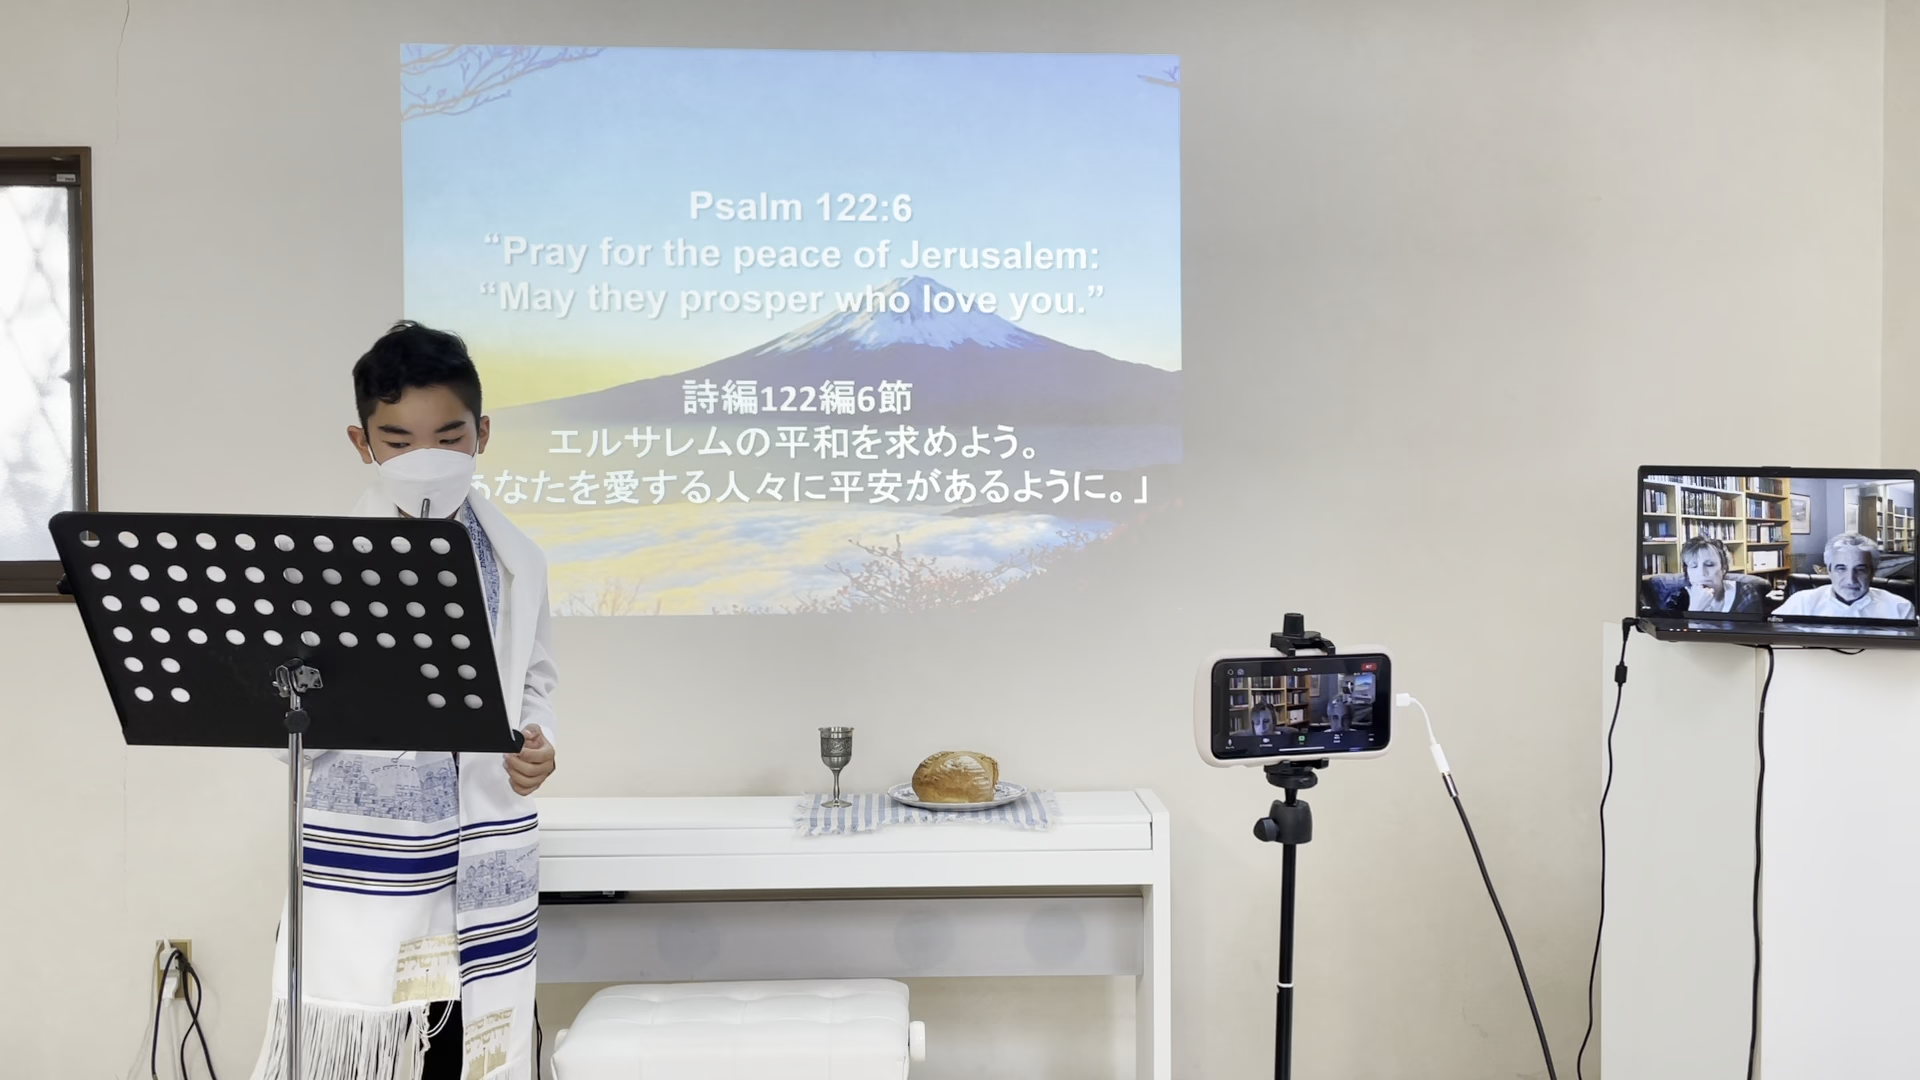 Psalm 122:6
“Pray for the peace of Jerusalem:
“May they prosper who love you.”
詩編122編6節
エルサレムの平和を求めよう。
あなたを愛する人々に平安があるように。」